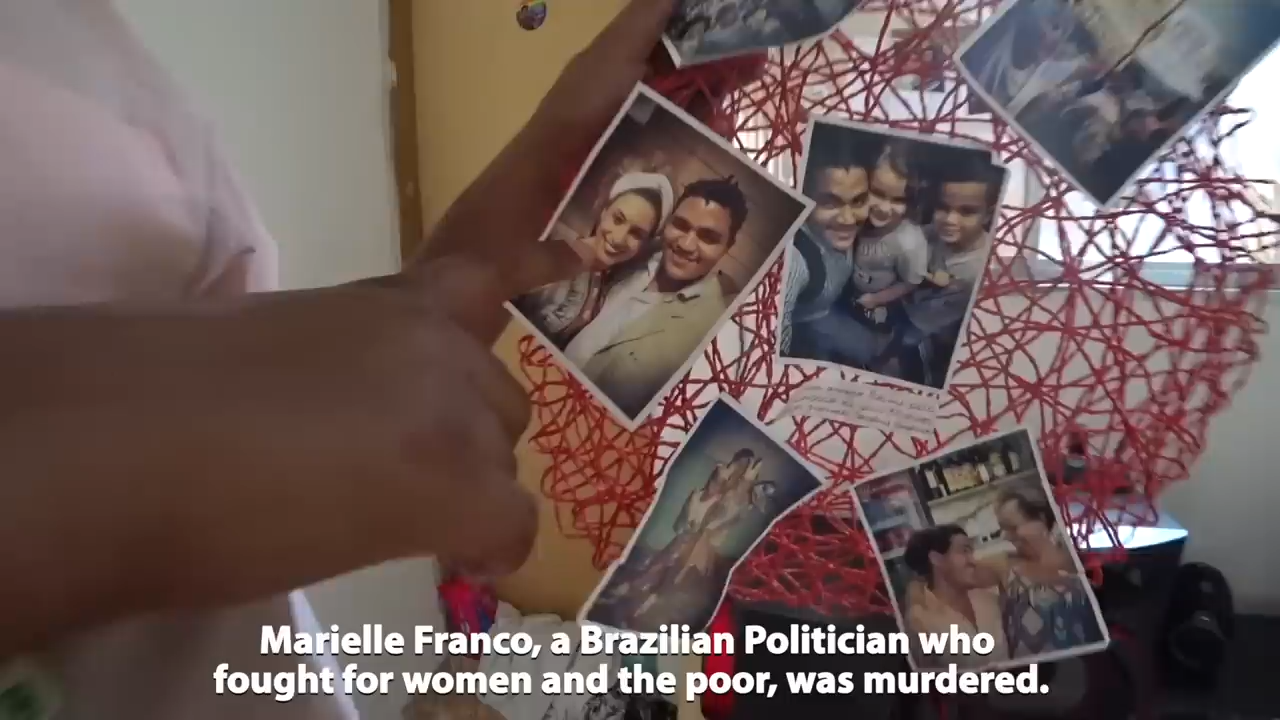 Marielle Franco, a Brazilian Politician who
fought for women and the poor, was murdered.